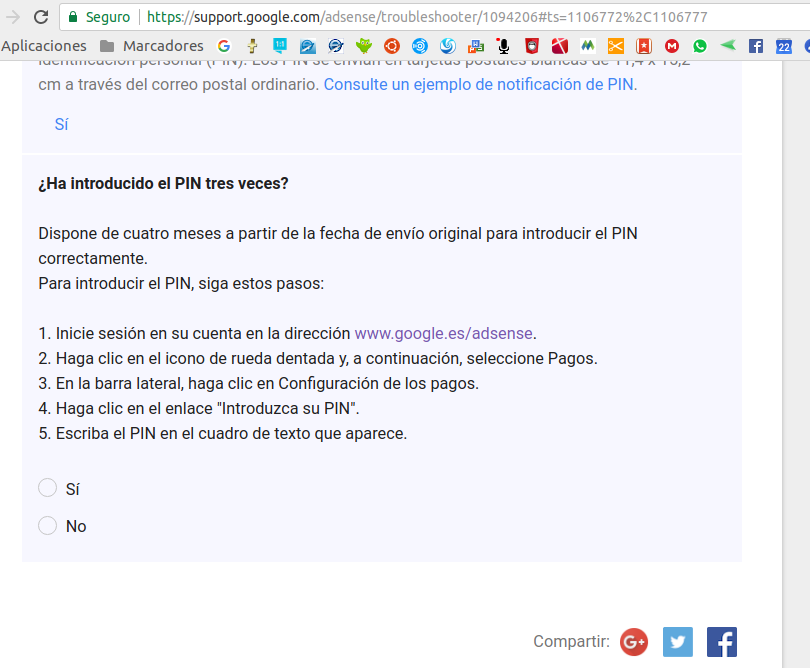 Seguro https://support.google.com/adsense/troubleshooter/1094206#ts=1106772%2C1106777
Aplicaciones Marcadores
identificación personal (PIN). Los PIN se envían en tarjetas postales blancas de 11,4 x 15,2
cm a través del correo postal ordinario. Consulte un ejemplo de notificación de PIN.
Sí
¿Ha introducido el PIN tres veces?
Dispone de cuatro meses a partir de la fecha de envío original para introducir el PIN
correctamente.
Para introducir el PIN, siga estos pasos:
1. Inicie sesión en su cuenta en la dirección www.google.es/adsense.
2. Haga clic en el icono de rueda dentada y, a continuación, seleccione Pagos.
3. En la barra lateral, haga clic en Configuración de los pagos.
4. Haga clic en el enlace "Introduzca su PIN".
5. Escriba el PIN en el cuadro de texto que aparece.
Sí
No
Compartir: